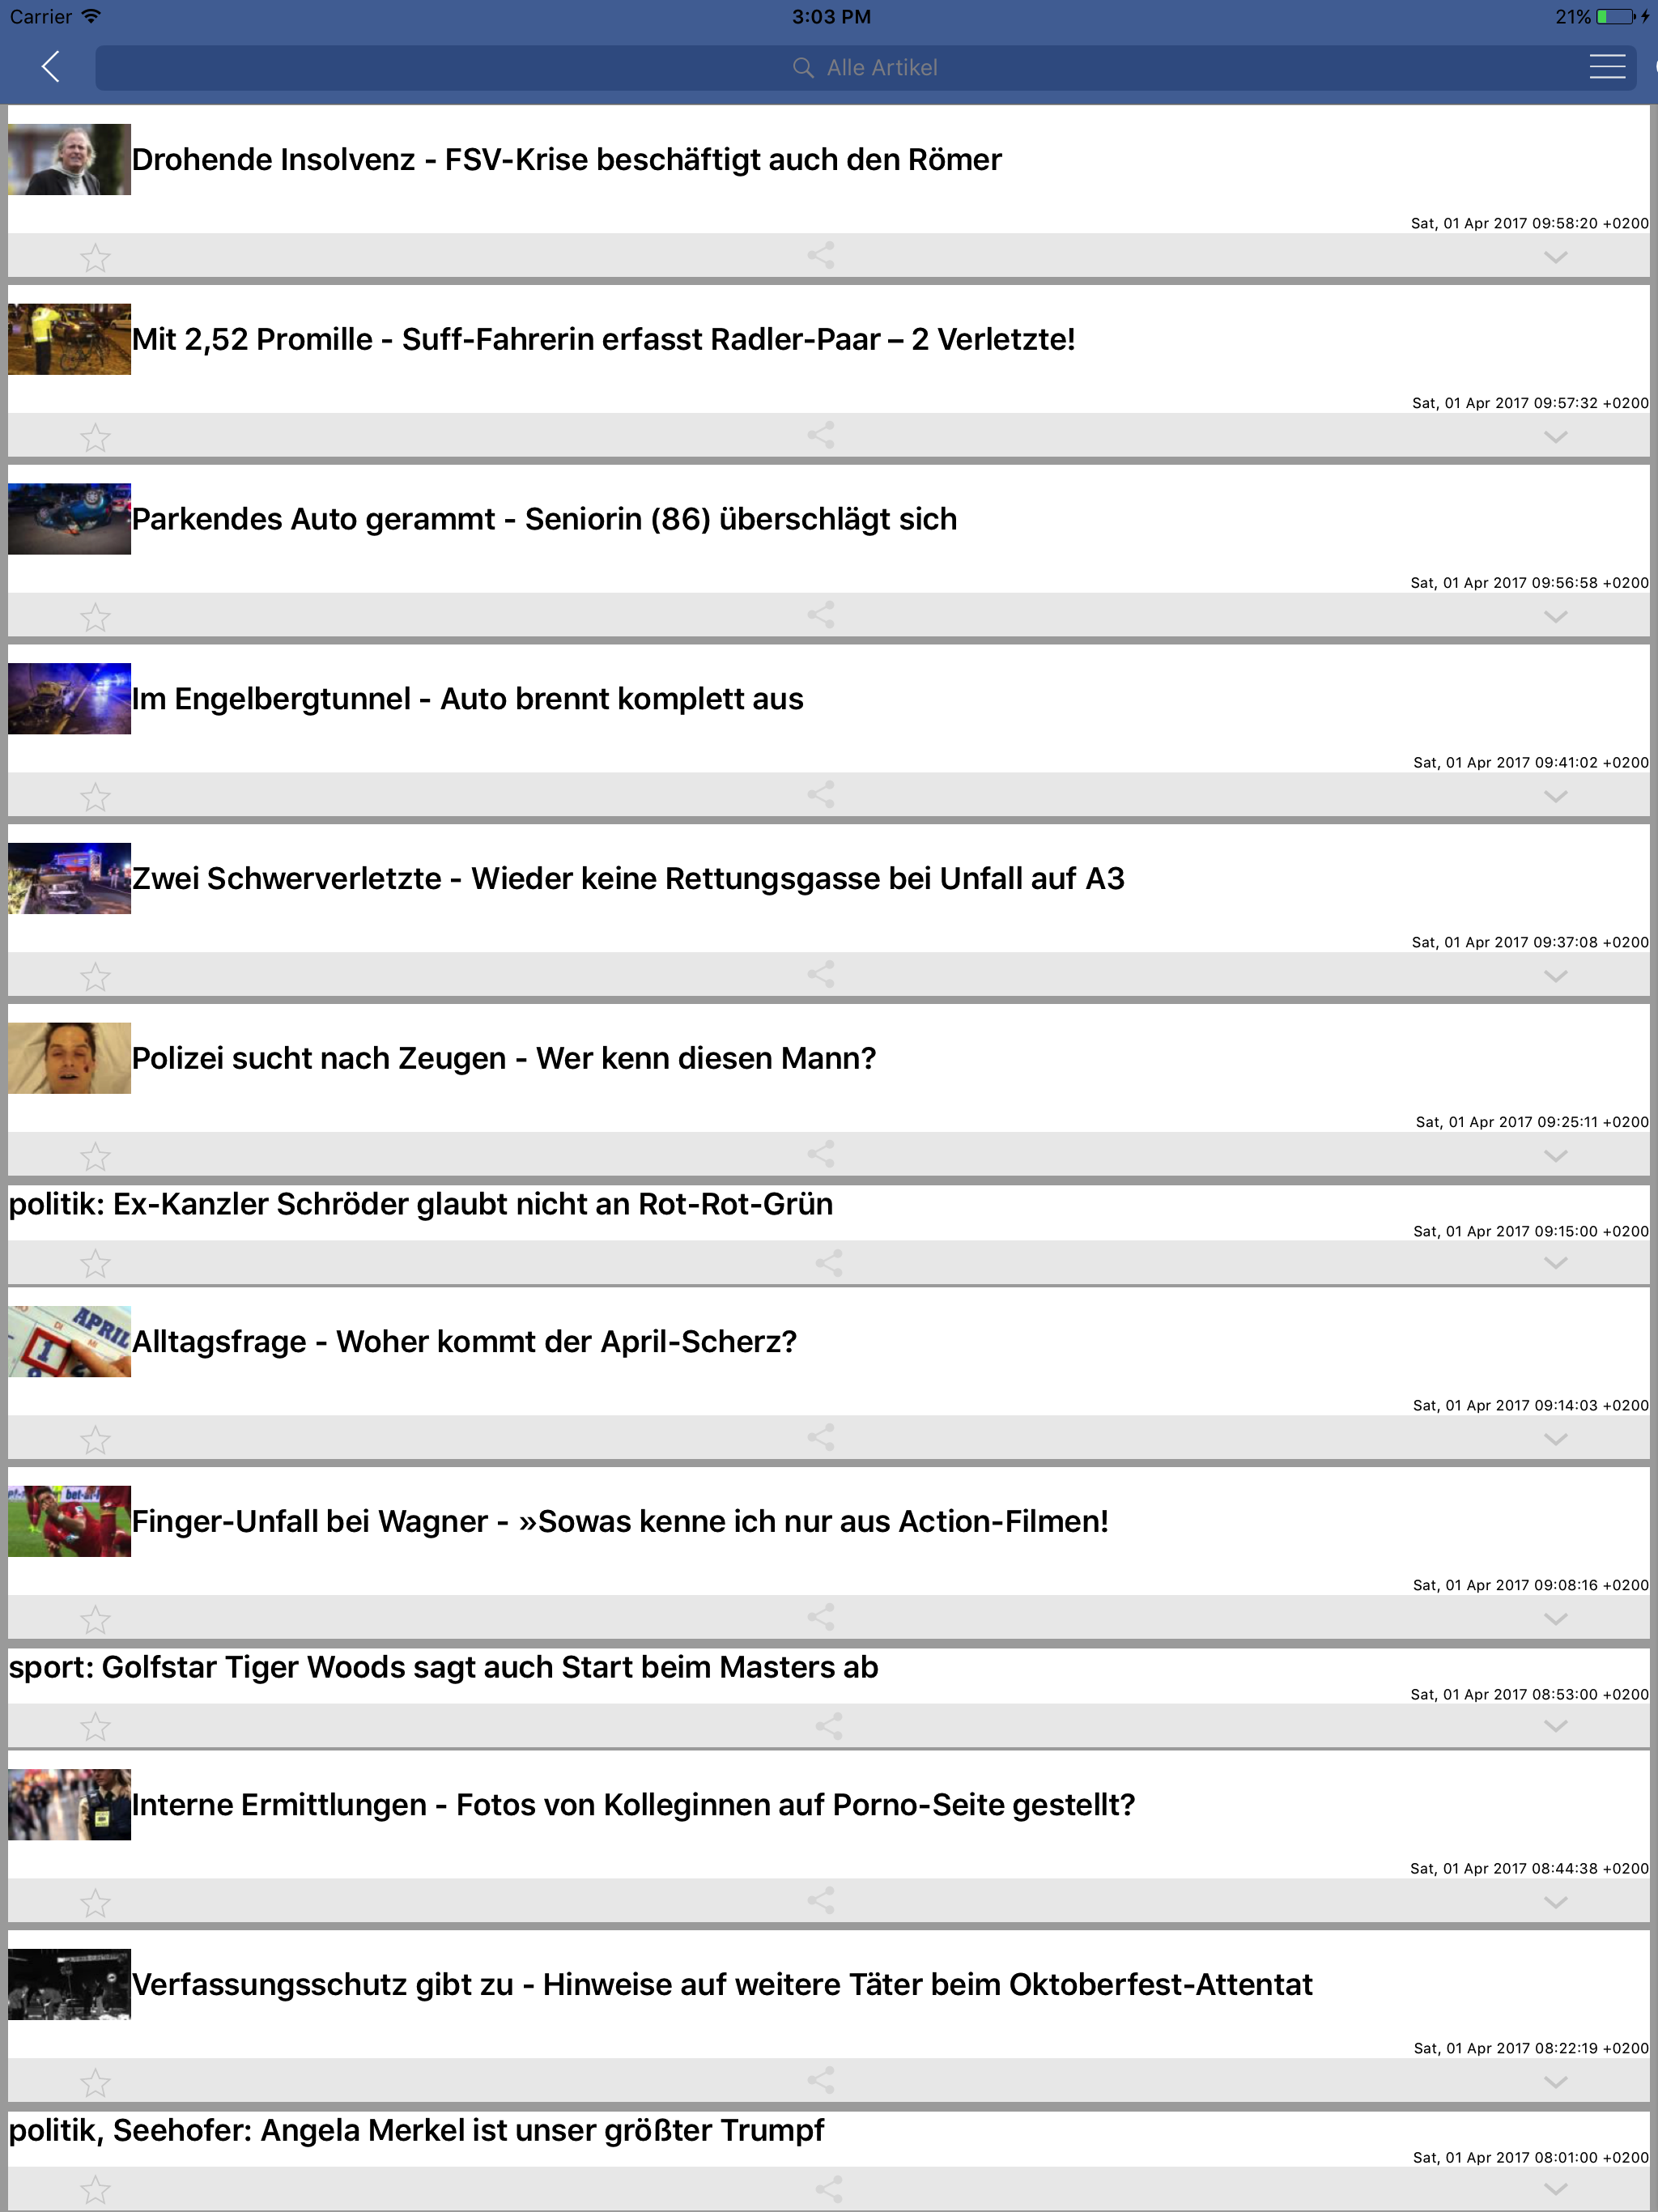 Carrier 3:03 PM 21%
Alle Artikel
Drohende Insolvenz - FSV-Krise beschäftigt auch den Römer
Sat, 01 Apr 2017 09:58:20 +0200
Mit 2,52 Promille - Suff-Fahrerin erfasst Radler-Paar – 2 Verletzte!
Sat, 01 Apr 2017 09:57:32 +0200
Parkendes Auto gerammt - Seniorin (86) überschlägt sich
Sat, 01 Apr 2017 09:56:58 +0200
Im Engelbergtunnel - Auto brennt komplett aus
Sat, 01 Apr 2017 09:41:02 +0200
Zwei Schwerverletzte - Wieder keine Rettungsgasse bei Unfall auf A3
Sat, 01 Apr 2017 09:37:08 +0200
Polizei sucht nach Zeugen - Wer kenn diesen Mann?
Sat, 01 Apr 2017 09:25:11 +0200
politik: Ex-Kanzler Schröder glaubt nicht an Rot-Rot-Grün
Sat, 01 Apr 2017 09:15:00 +0200
APRIL
DI
MI
1
Alltagsfrage - Woher kommt der April-Scherz?
Sat, 01 Apr 2017 09:14:03 +0200
Finger-Unfall bei Wagner - »Sowas kenne ich nur aus Action-Filmen!
Sat, 01 Apr 2017 09:08:16 +0200
sport: Golfstar Tiger Woods sagt auch Start beim Masters ab
Sat, 01 Apr 2017 08:53:00 +0200
Interne Ermittlungen - Fotos von Kolleginnen auf Porno-Seite gestellt?
Sat, 01 Apr 2017 08:44:38 +0200
Verfassungsschutz gibt zu - Hinweise auf weitere Täter beim Oktoberfest-Attentat
Sat, 01 Apr 2017 08:22:19 +0200
politik, Seehofer: Angela Merkel ist unser größter Trumpf
Sat, 01 Apr 2017 08:01:00 +0200